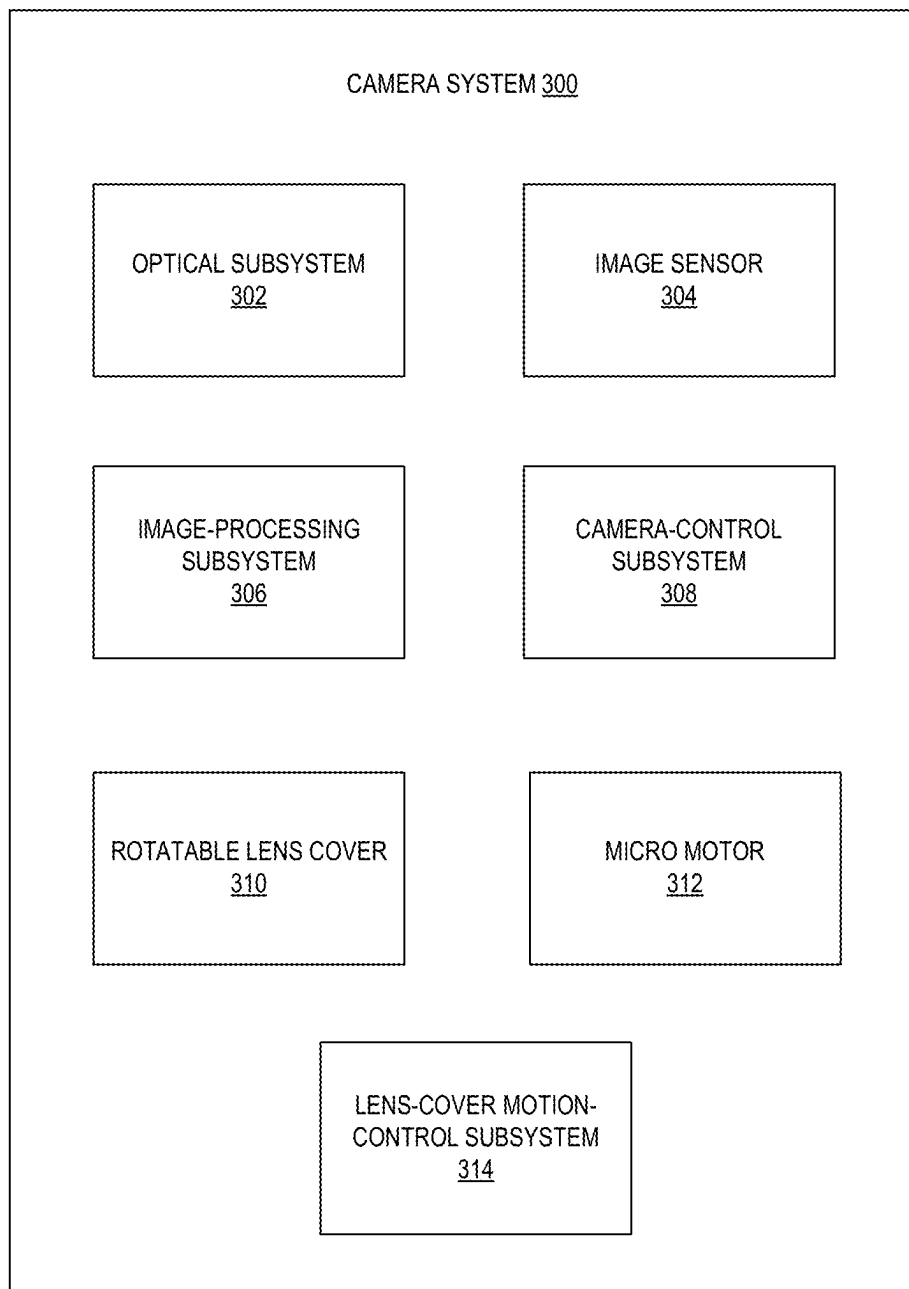 CAMERA SYSTEM 300
OPTICAL SUBSYSTEM
302
IMAGE SENSOR
304
IMAGE-PROCESSING
SUBSYSTEM
306
CAMERA-CONTROL
SUBSYSTEM
308
ROTATABLE LENS COVER
310
MICRO MOTOR
312
LENS-COVER MOTION-
CONTROL SUBSYSTEM
314